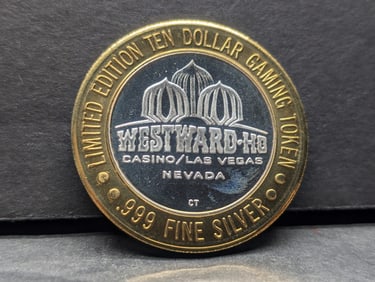 LIMITED EDITION TEN DOLLAR GAMING TOKEN
WESTWARD-HO
CASINO/LAS VEGAS
NEVADA
CT
.999 FINE SILVER